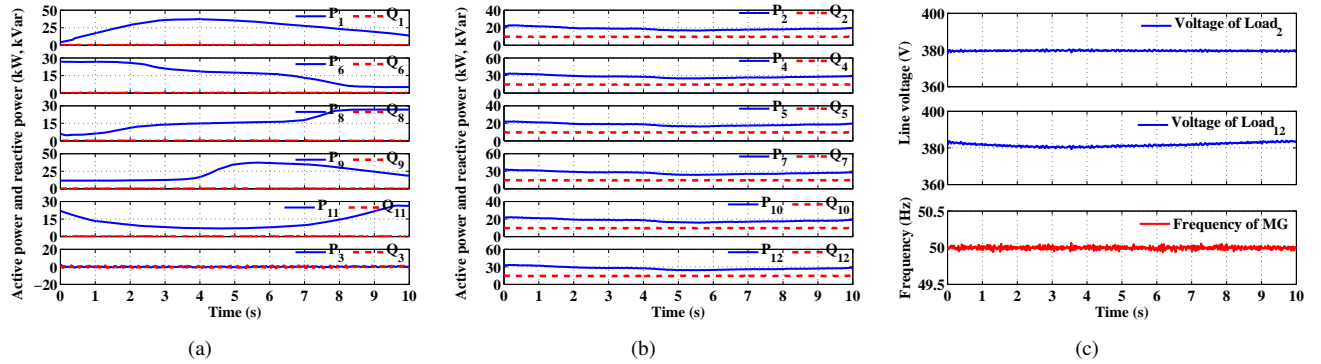 Active power and reactive power (kW, kVar)
50
25
0
P1 Q1
30
15
0
P6 Q6
30
15
0
P8 Q8
50
25
0
P9 Q9
30
15
0
P11 Q11
20
0
−20
P3 Q3
0 1 2 3 4 5 6 7 8 9 10
Time (s)
(a)
Active power and reactive power (kW, kVar)
40
20
0
P2 Q2
60
30
0
P4 Q4
40
20
0
P5 Q5
60
30
0
P7 Q7
40
20
0
P10 Q10
60
30
0
P12 Q12
0 1 2 3 4 5 6 7 8 9 10
Time (s)
(b)
Line voltage (V)
400
380
360
Voltage of Load2
400
380
360
Voltage of Load12
Frequency (Hz)
50.5
50
49.5
Frequency of MG
0 1 2 3 4 5 6 7 8 9 10
Time (s)
(c)